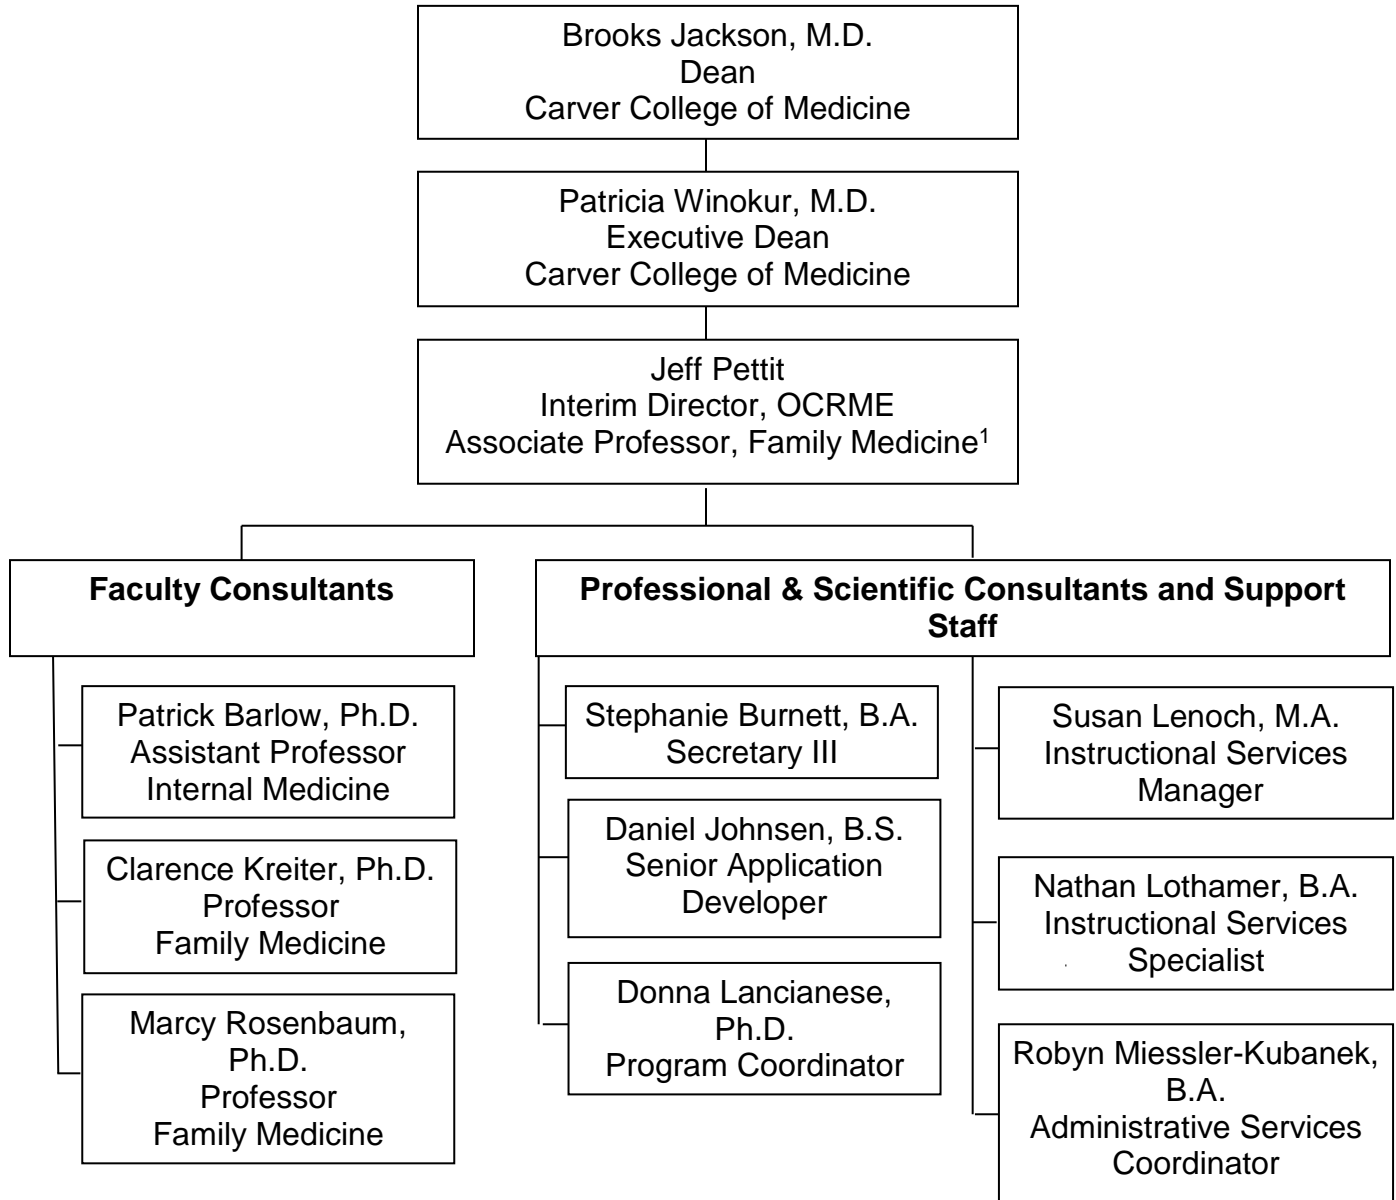 Brooks Jackson, M.D.
Dean
Carver College of Medicine
Patricia Winokur, M.D.
Executive Dean
Carver College of Medicine
Jeff Pettit
Interim Director, OCRME
Associate Professor, Family Medicine¹
Faculty Consultants
Professional & Scientific Consultants and Support
Staff
Patrick Barlow, Ph.D.
Assistant Professor
Internal Medicine
Clarence Kreiter, Ph.D.
Professor
Family Medicine
Marcy Rosenbaum,
Ph.D.
Professor
Family Medicine
Stephanie Burnett, B.A.
Secretary III
Daniel Johnsen, B.S.
Senior Application
Developer
Donna Lancianese,
Ph.D.
Program Coordinator
Susan Lenoch, M.A.
Instructional Services
Manager
Nathan Lothamer, B.A.
Instructional Services
Specialist
Robyn Miessler-Kubanek,
B.A.
Administrative Services
Coordinator